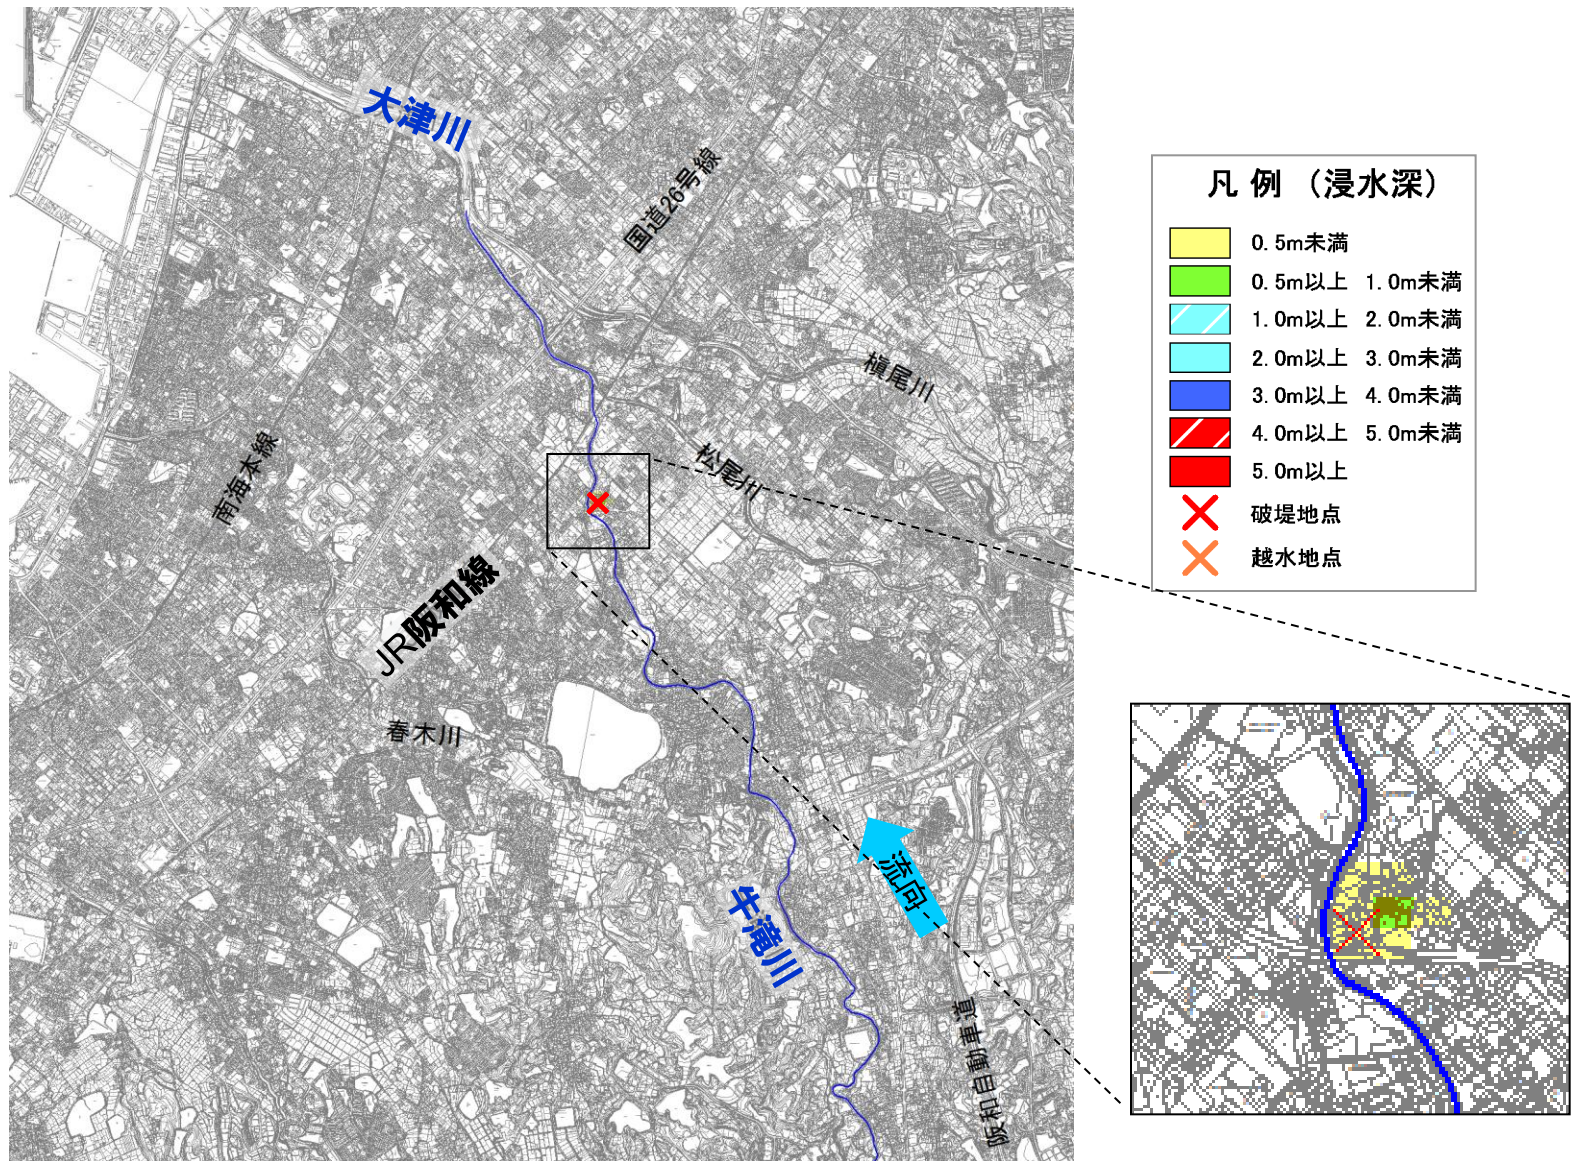 大津川
国道26号線
槇尾川
松尾川
南海本線
JR阪和線
春木川
流向
牛滝川
阪和自動車道
凡 例 （浸水深）
0.5m未満
0.5m以上 1.0m未満
1.0m以上 2.0m未満
2.0m以上 3.0m未満
3.0m以上 4.0m未満
4.0m以上 5.0m未満
5.0m以上
破堤地点
越水地点